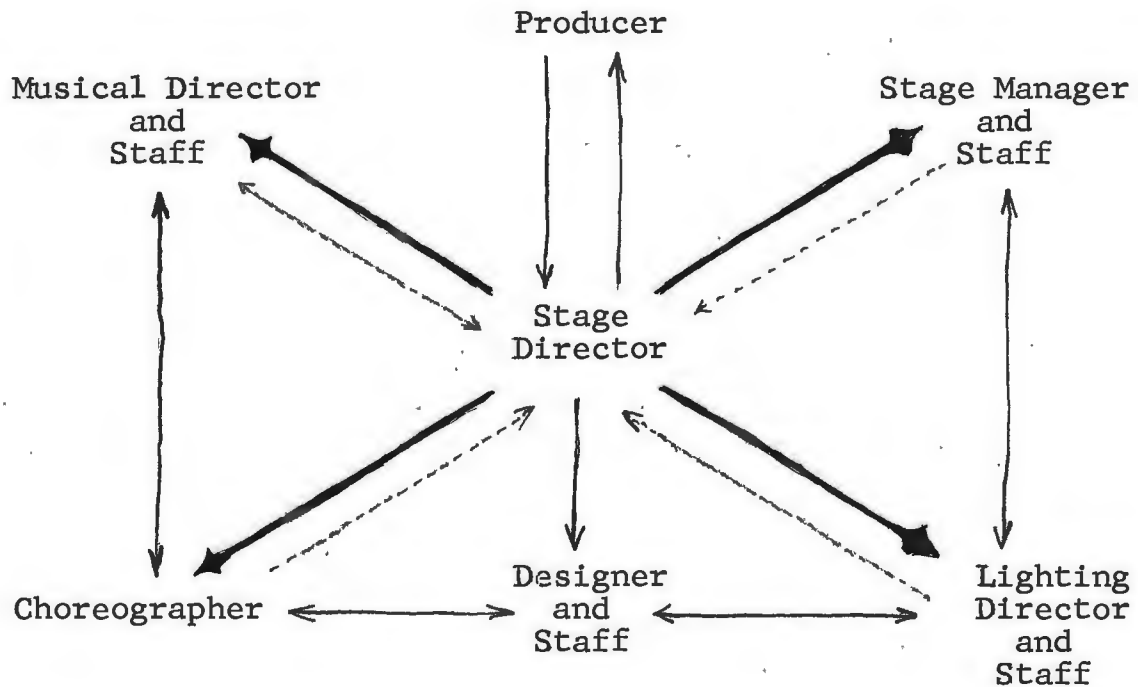 Producer
Musical Director
and
Staff
Stage Manager
and
Staff
Stage
Director
Choreographer
Designer
and
Staff
Lighting
Director
and
Staff